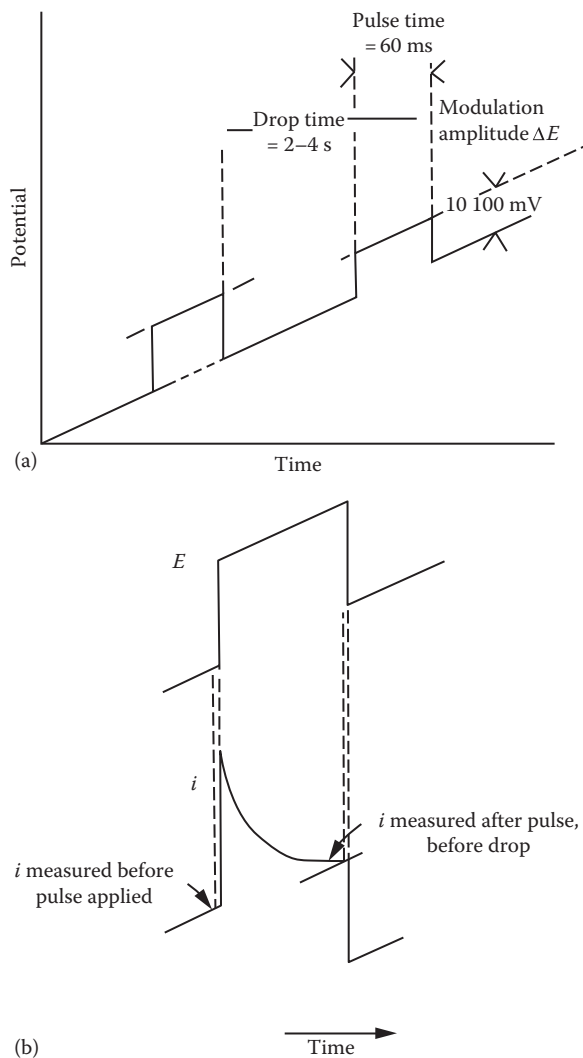 Pulse time
= 60 ms
Drop time
= 2–4 s
Modulation
amplitude ΔE
10 100 mV
Potential
(a)
Time
E
i
i measured after pulse,
before drop
i measured before
pulse applied
(b)
Time